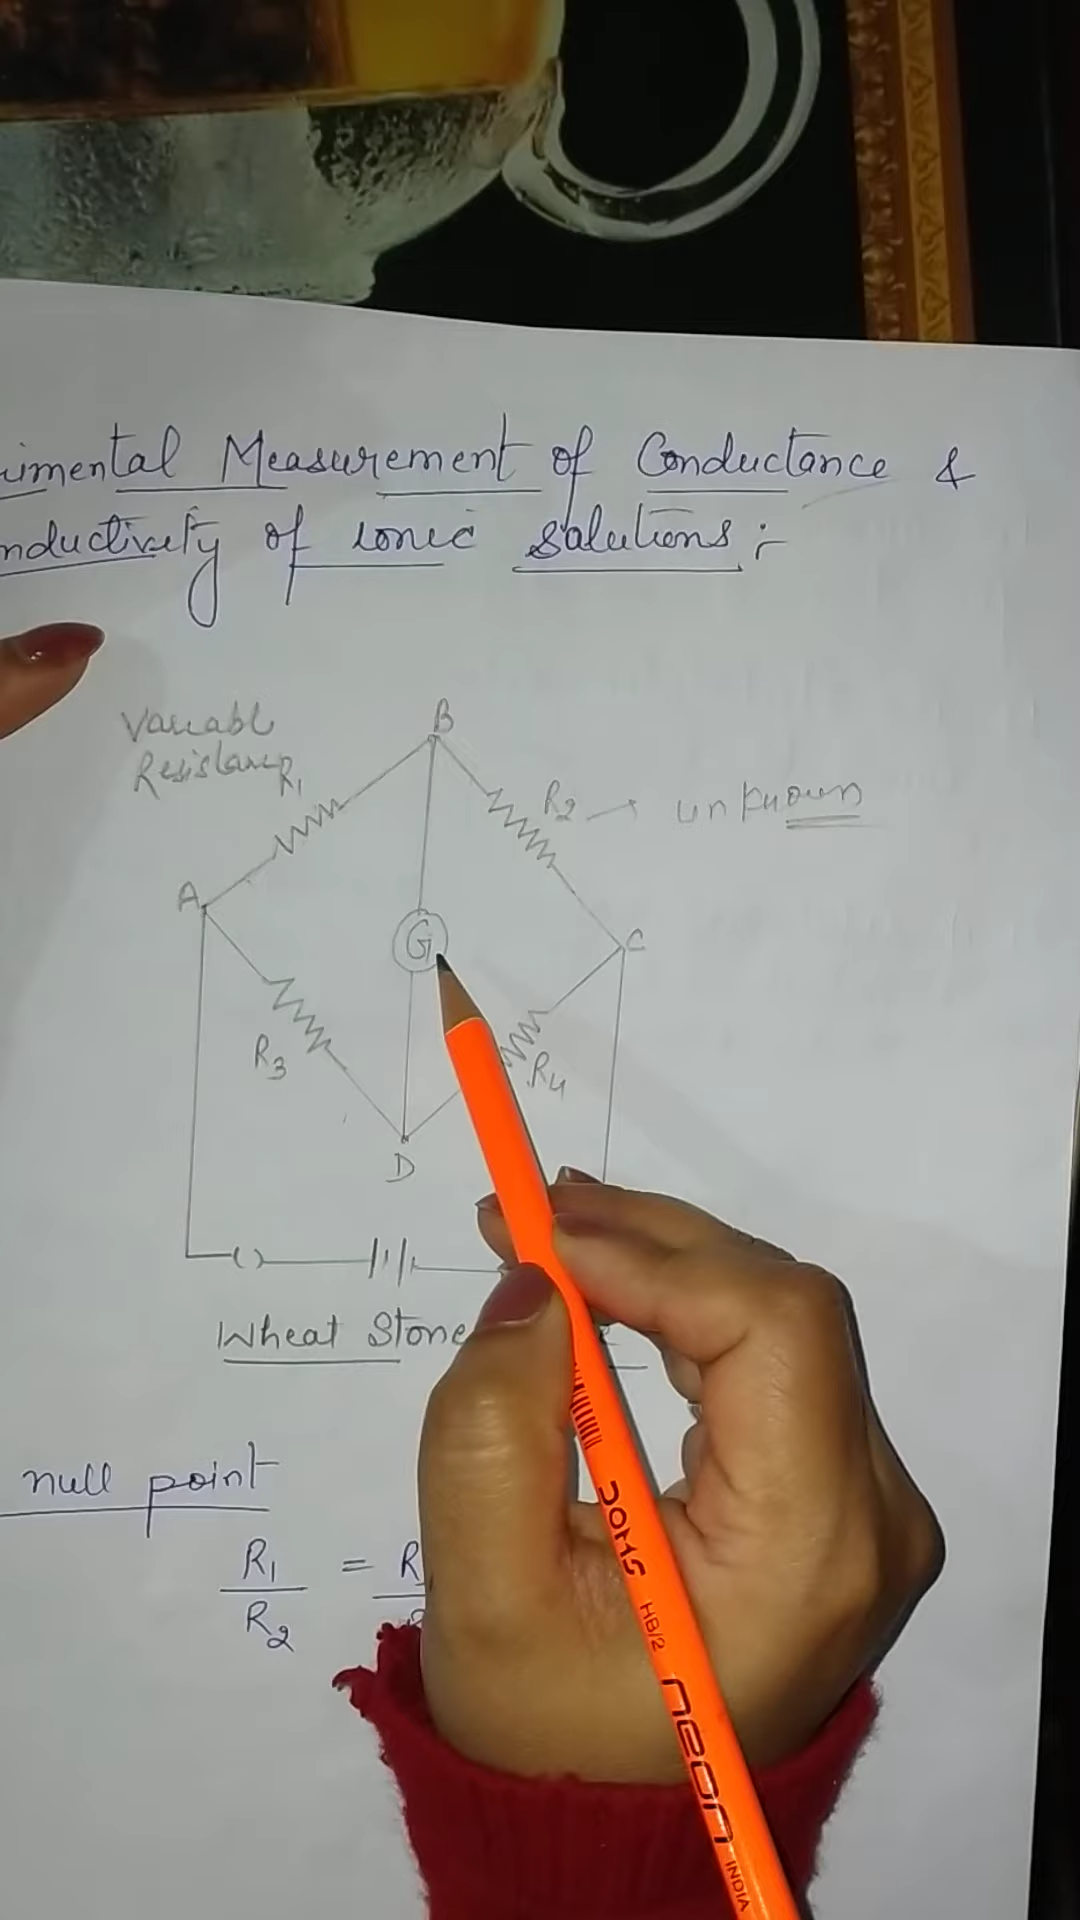 imental Measurement of Conductance &
nductivity of ionic solutions :-
Variable
Resistance
R1
B
R2 → unknown
A
G
C
R3
R4
D
Wheat Stone
null point
R1 = R
R2
DOMS HB/2 neon INDIA